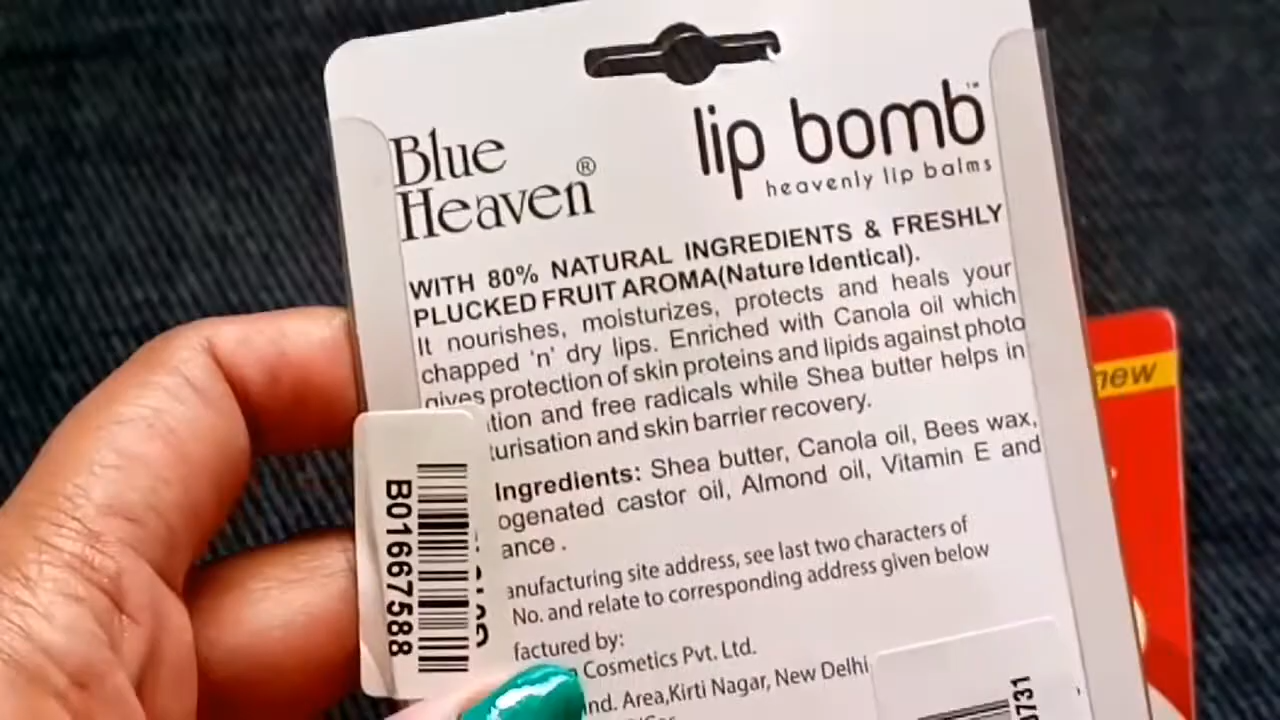 Blue
Heaven®
lip bomb™
heavenly lip balms
WITH 80% NATURAL INGREDIENTS & FRESHLY
PLUCKED FRUIT AROMA(Nature Identical).
It nourishes, moisturizes, protects and heals your
chapped 'n' dry lips. Enriched with Canola oil which
gives protection of skin proteins and lipids against photo
tion and free radicals while Shea butter helps in
turisation and skin barrier recovery.
Ingredients: Shea butter, Canola oil, Bees wax,
ogenated castor oil, Almond oil, Vitamin E and
ance .
anufacturing site address, see last two characters of
No. and relate to corresponding address given below
factured by:
Cosmetics Pvt. Ltd.
nd. Area,Kirti Nagar, New Delhi
B01667588
3731
new